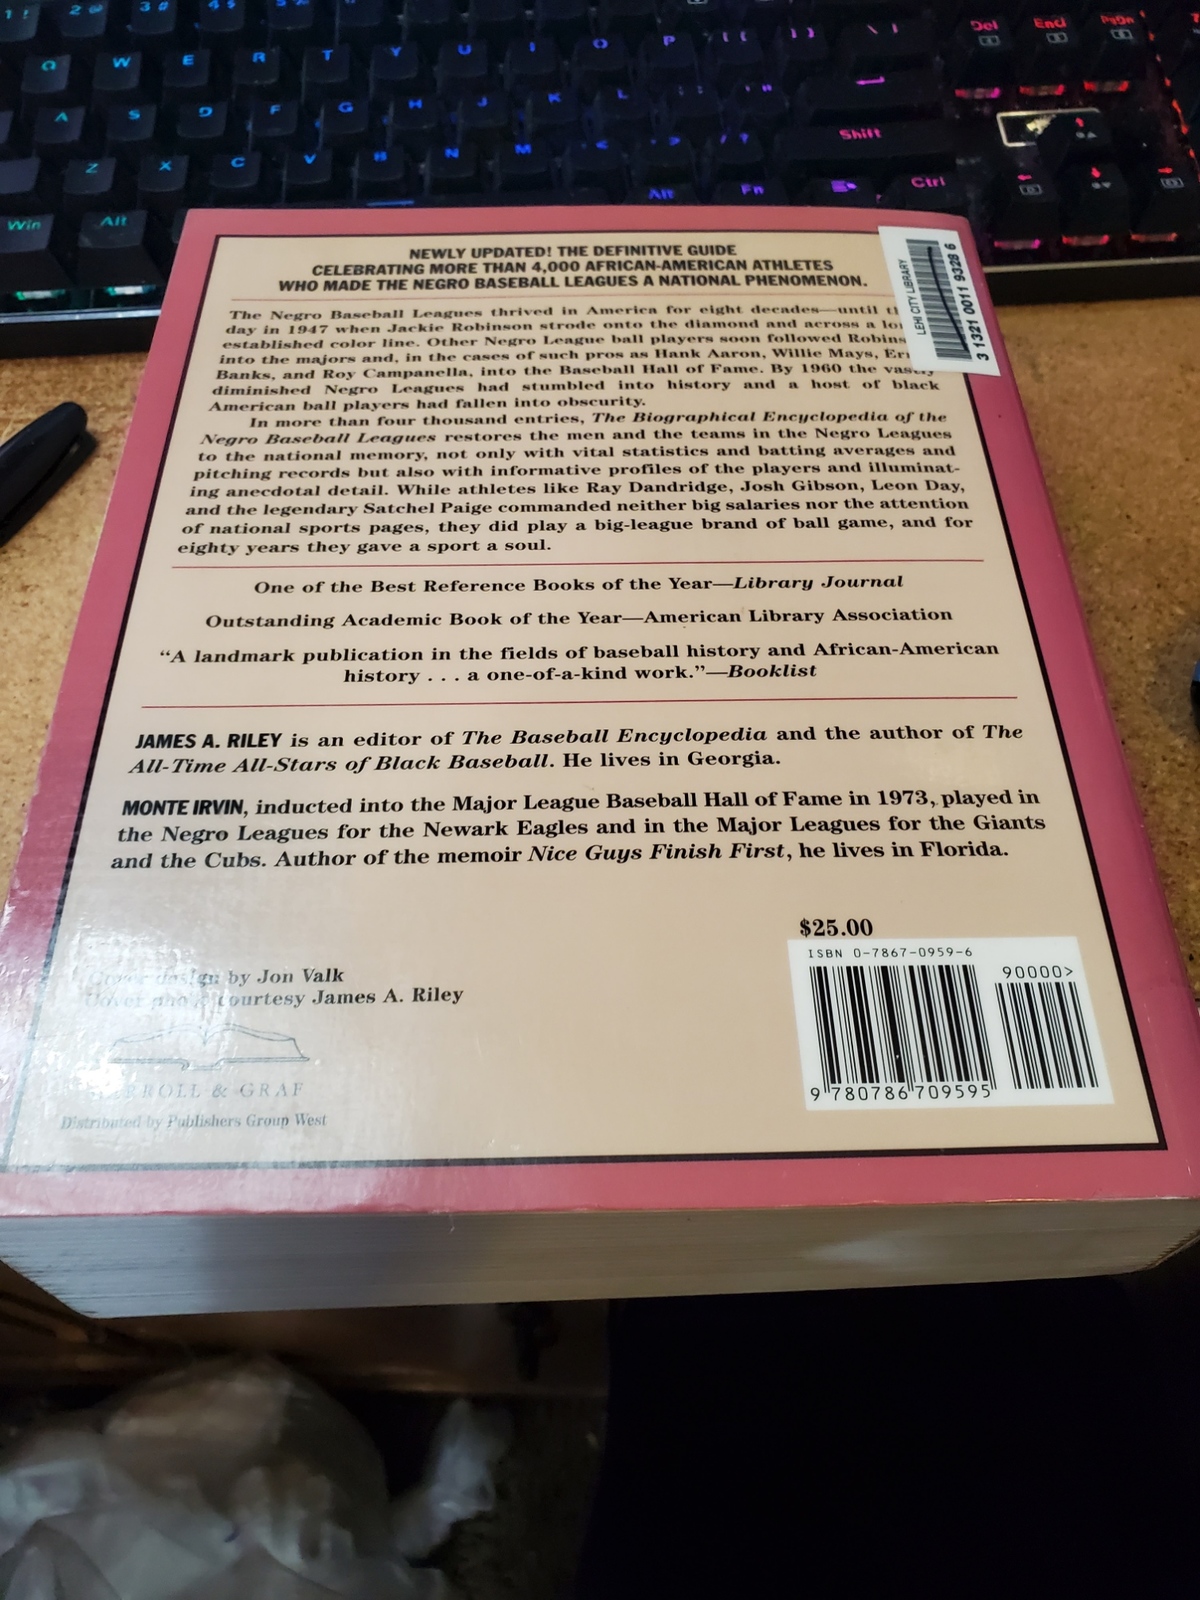 Q W E R T Y U I O P
A S D F G H J K L
Z X C V B N M
Shift
Win Alt
Alt Fn Ctrl
Del End PgDn
NEWLY UPDATED! THE DEFINITIVE GUIDE
CELEBRATING MORE THAN 4,000 AFRICAN-AMERICAN ATHLETES
WHO MADE THE NEGRO BASEBALL LEAGUES A NATIONAL PHENOMENON.
LEHI CITY LIBRARY
3 1321 0011 9328 6
The Negro Baseball Leagues thrived in America for eight decades—until
day in 1947 when Jackie Robinson strode onto the diamond and across a
established color line. Other Negro League ball players soon followed
into the majors and, in the cases of such pros as Hank Aaron, Willie Mays,
Banks, and Roy Campanella, into the Baseball Hall of Fame. By 1960 the
diminished Negro Leagues had stumbled into history and a host of black
American ball players had fallen into obscurity.
In more than four thousand entries, The Biographical Encyclopedia of the
Negro Baseball Leagues restores the men and the teams in the Negro Leagues
to the national memory, not only with vital statistics and batting averages and
pitching records but also with informative profiles of the players and illuminat-
ing anecdotal detail. While athletes like Ray Dandridge, Josh Gibson, Leon Day,
and the legendary Satchel Paige commanded neither big salaries nor the attention
of national sports pages, they did play a big-league brand of ball game, and for
eighty years they gave a sport a soul.
One of the Best Reference Books of the Year—Library Journal
Outstanding Academic Book of the Year—American Library Association
“A landmark publication in the fields of baseball history and African-American
history . . . a one-of-a-kind work.”—Booklist
JAMES A. RILEY is an editor of The Baseball Encyclopedia and the author of The
All-Time All-Stars of Black Baseball. He lives in Georgia.
MONTE IRVIN, inducted into the Major League Baseball Hall of Fame in 1973, played in
the Negro Leagues for the Newark Eagles and in the Major Leagues for the Giants
and the Cubs. Author of the memoir Nice Guys Finish First, he lives in Florida.
$25.00
ISBN 0-7867-0959-6
90000>
9 780786 709595
Cover design by Jon Valk
Cover photo courtesy James A. Riley
& GRAF
Distributed by Publishers Group West